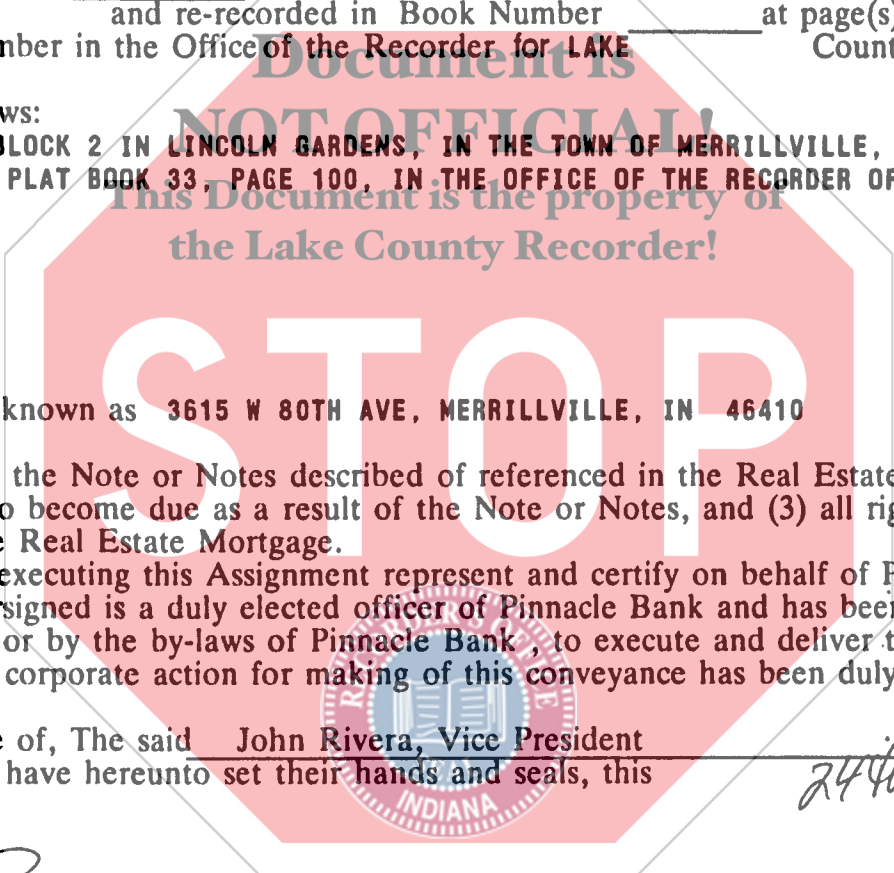 and re-recorded in Book Number at page(s)
nber in the Office of the Recorder for LAKE Count
Document is
ws:
NOT OFFICIAL!
BLOCK 2 IN LINCOLN GARDENS, IN THE TOWN OF MERRILLVILLE,
PLAT BOOK 33, PAGE 100, IN THE OFFICE OF THE RECORDER OF
This Document is the property of
the Lake County Recorder!
STOP
known as 3615 W 80TH AVE, MERRILLVILLE, IN 46410
the Note or Notes described of referenced in the Real Estate
o become due as a result of the Note or Notes, and (3) all rig
e Real Estate Mortgage.
executing this Assignment represent and certify on behalf of P
rsigned is a duly elected officer of Pinnacle Bank and has bee
or by the by-laws of Pinnacle Bank , to execute and deliver t
corporate action for making of this conveyance has been duly
RECORDER'S OFFICE
SEAL
INDIANA
e of, The said John Rivera, Vice President
have hereunto set their hands and seals, this 24th